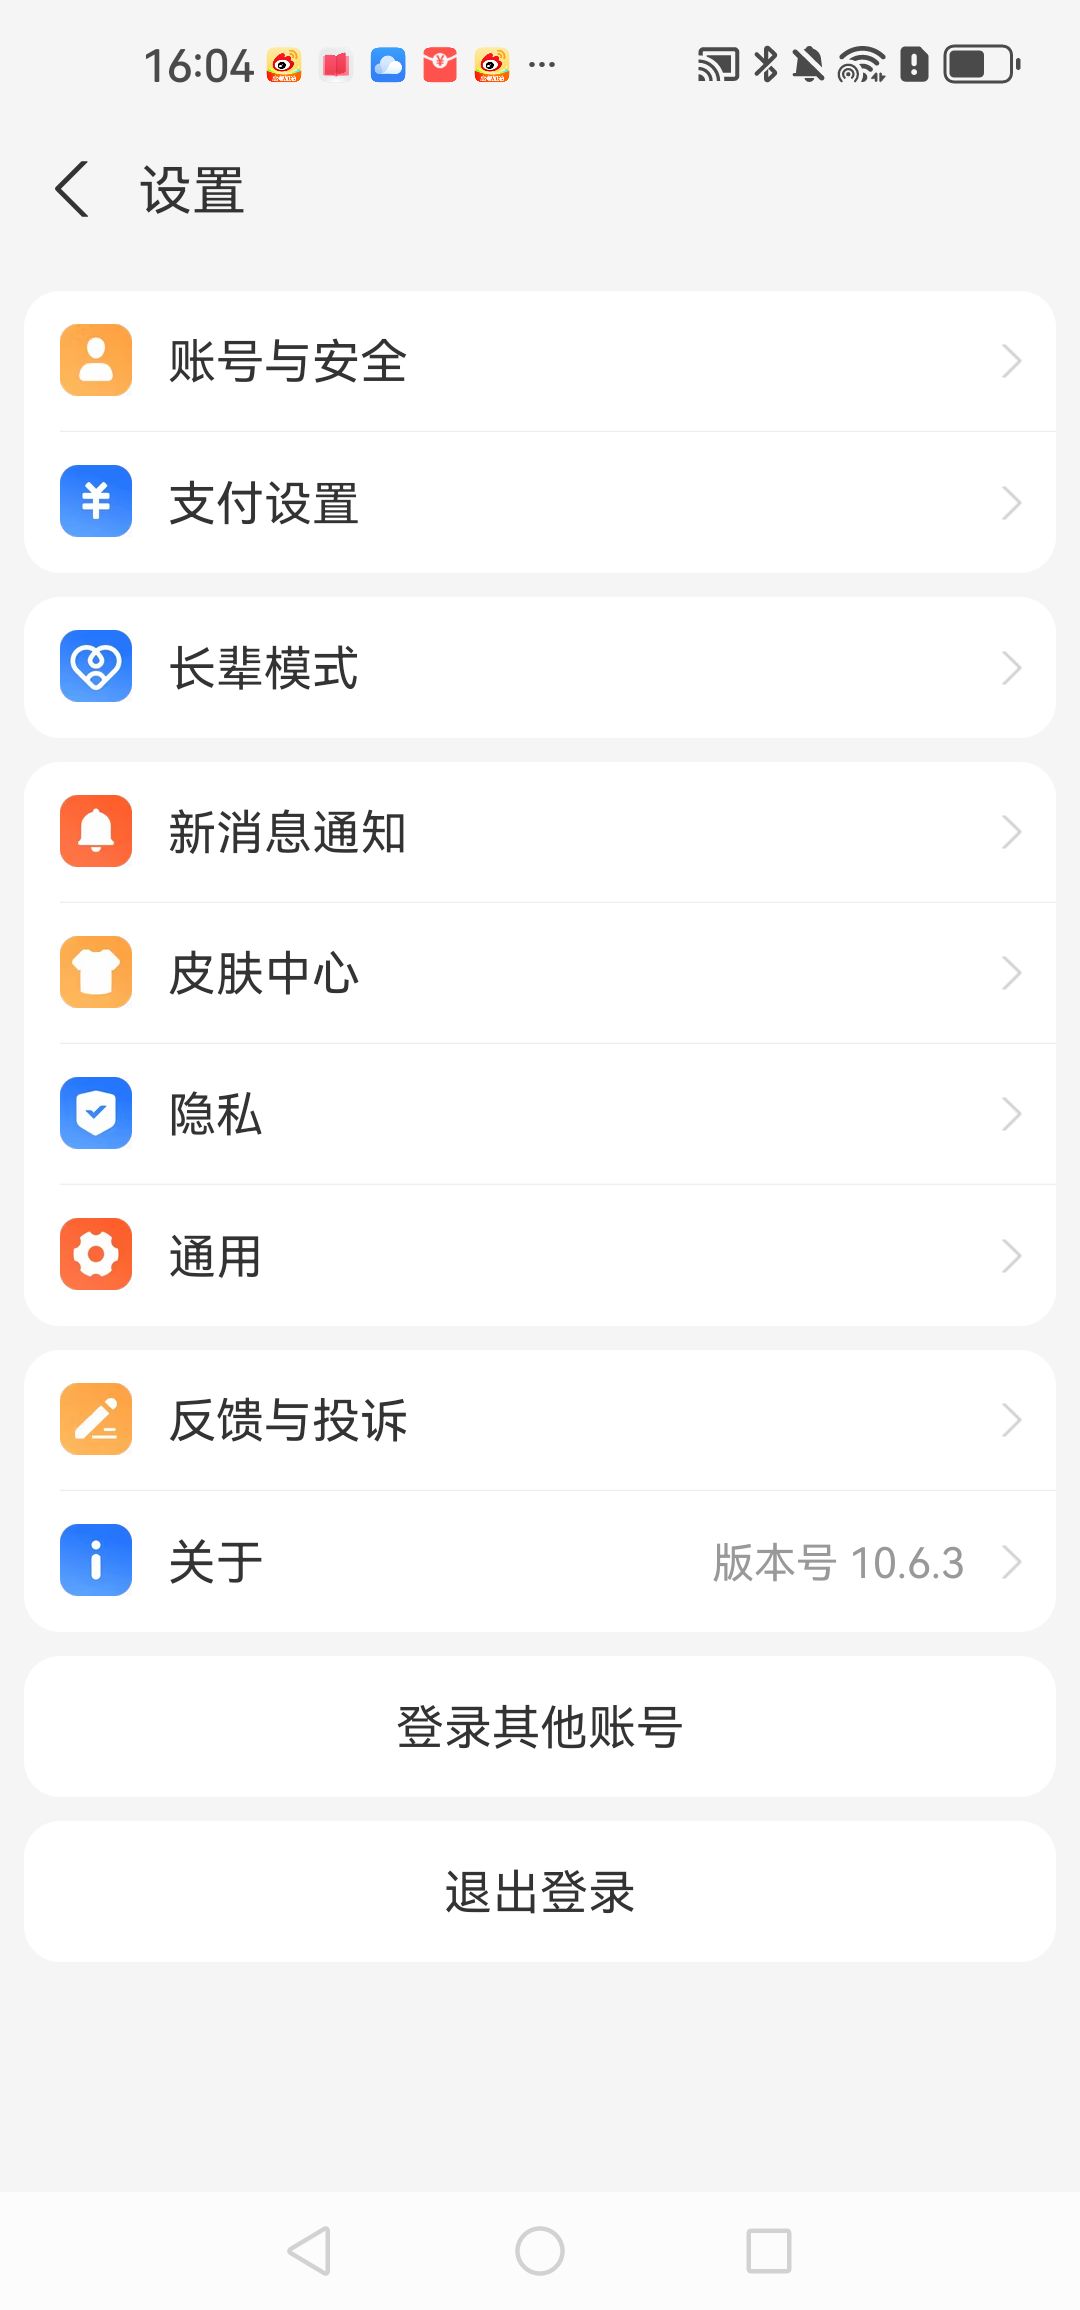 16:04
设置
账号与安全
支付设置
长辈模式
新消息通知
皮肤中心
隐私
通用
反馈与投诉
关于 版本号 10.6.3
登录其他账号
退出登录